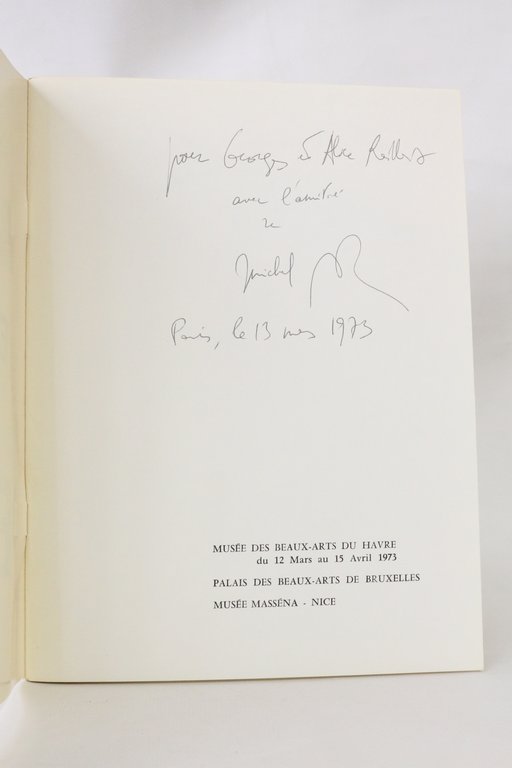 pour Georges et Alice Raillard
avec l'amitié
de
Michel
Paris, le 13 mars 1973
MUSÉE DES BEAUX-ARTS DU HAVRE
du 12 Mars au 15 Avril 1973
PALAIS DES BEAUX-ARTS DE BRUXELLES
MUSÉE MASSÉNA - NICE